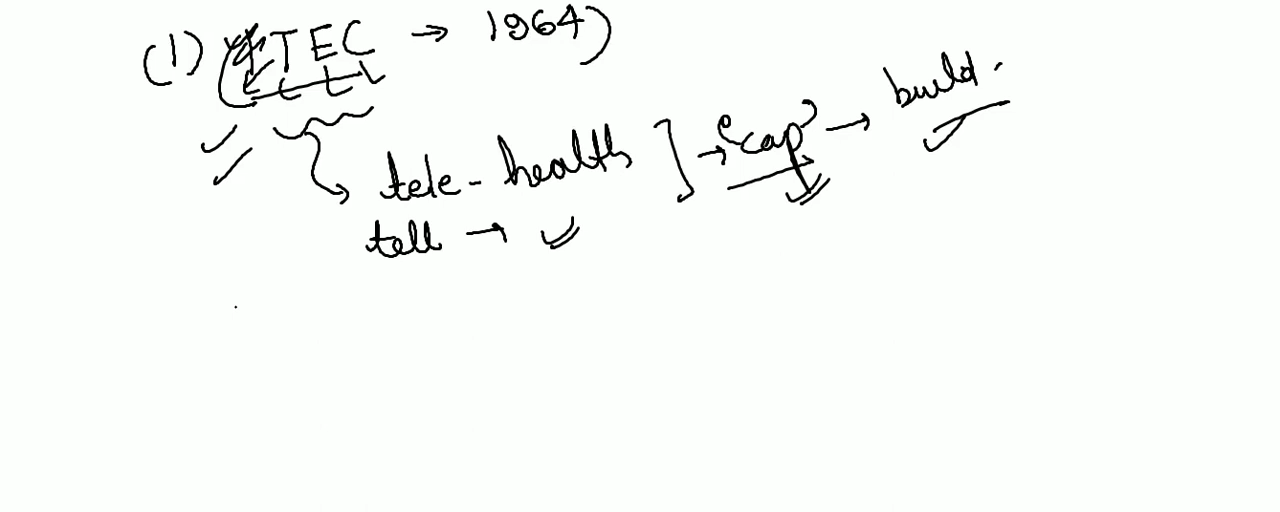 (1) ITEC → 1964)
tele-health ] → "cap" → build.
tell →